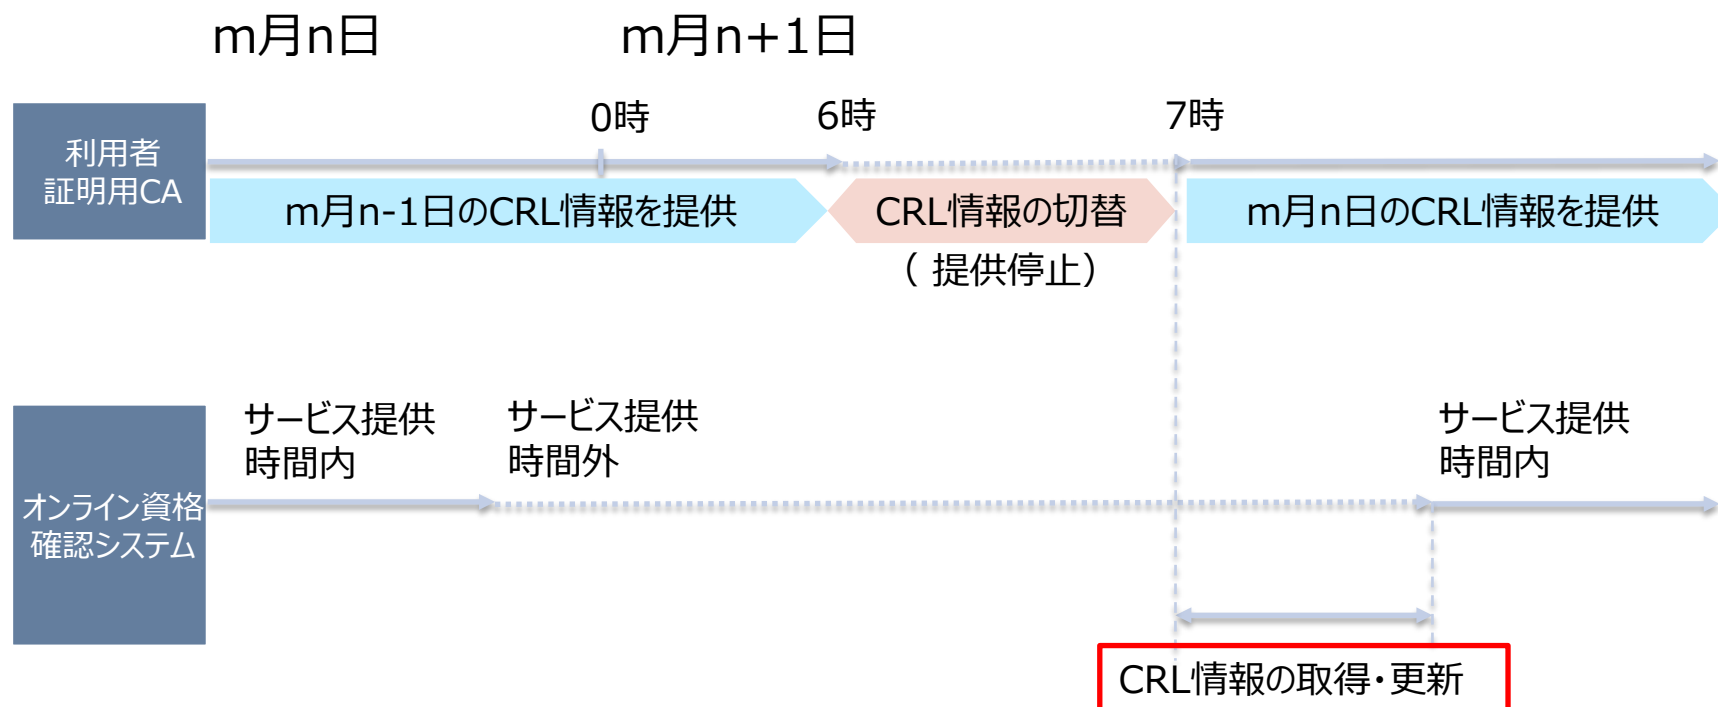 m月n日
m月n+1日
0時
6時
7時
利用者
証明用CA
m月n-1日のCRL情報を提供
CRL情報の切替
（ 提供停止）
m月n日のCRL情報を提供
サービス提供
時間内
サービス提供
時間外
サービス提供
時間内
オンライン資格
確認システム
CRL情報の取得・更新